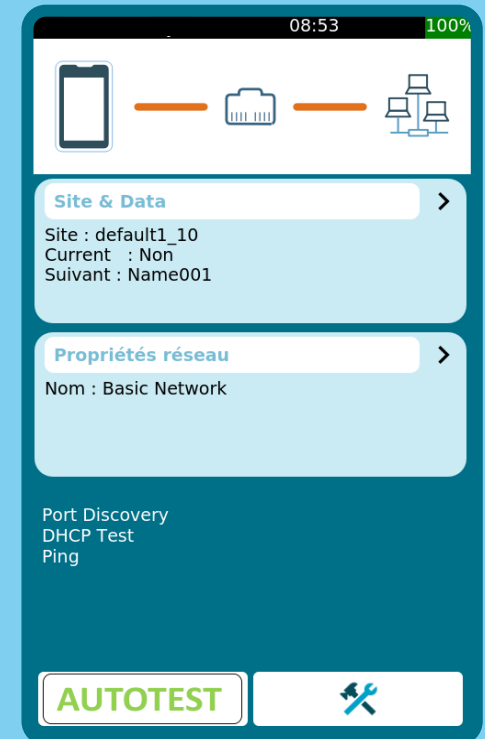 08:53 100%
Site & Data
Site : default1_10
Current : Non
Suivant : Name001
Propriétés réseau
Nom : Basic Network
Port Discovery
DHCP Test
Ping
AUTOTEST